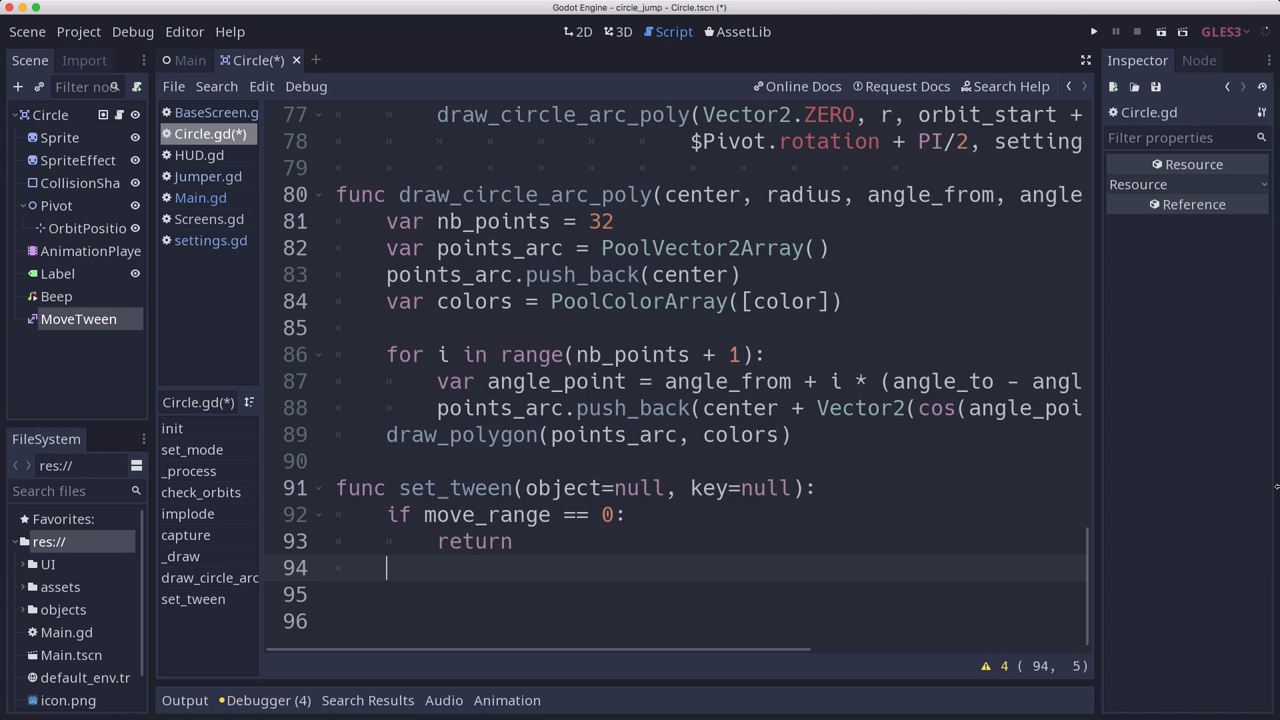 Godot Engine - circle_jump - Circle.tscn (*)
Scene Project Debug Editor Help
2D 3D Script AssetLib
GLES3
Scene Import
Filter no
Circle
Sprite
SpriteEffect
CollisionSha
Pivot
OrbitPositio
AnimationPlaye
Label
Beep
MoveTween
FileSystem
res://
Search files
Favorites:
res://
UI
assets
objects
Main.gd
Main.tscn
default_env.tr
icon.png
Main Circle(*)
File Search Edit Debug
Online Docs Request Docs Search Help
BaseScreen.g
Circle.gd(*)
HUD.gd
Jumper.gd
Main.gd
Screens.gd
settings.gd
Circle.gd(*)
init
set_mode
_process
check_orbits
implode
capture
_draw
draw_circle_arc
set_tween
77 draw_circle_arc_poly(Vector2.ZERO, r, orbit_start +
78 $Pivot.rotation + PI/2, setting
79
80 func draw_circle_arc_poly(center, radius, angle_from, angle
81 var nb_points = 32
82 var points_arc = PoolVector2Array()
83 points_arc.push_back(center)
84 var colors = PoolColorArray([color])
85
86 for i in range(nb_points + 1):
87 var angle_point = angle_from + i * (angle_to - angl
88 points_arc.push_back(center + Vector2(cos(angle_poi
89 draw_polygon(points_arc, colors)
90
91 func set_tween(object=null, key=null):
92 if move_range == 0:
93 return
94
95
96
4 ( 94, 5)
Output Debugger (4) Search Results Audio Animation
Inspector Node
Circle.gd
Filter properties
Resource
Resource
Reference